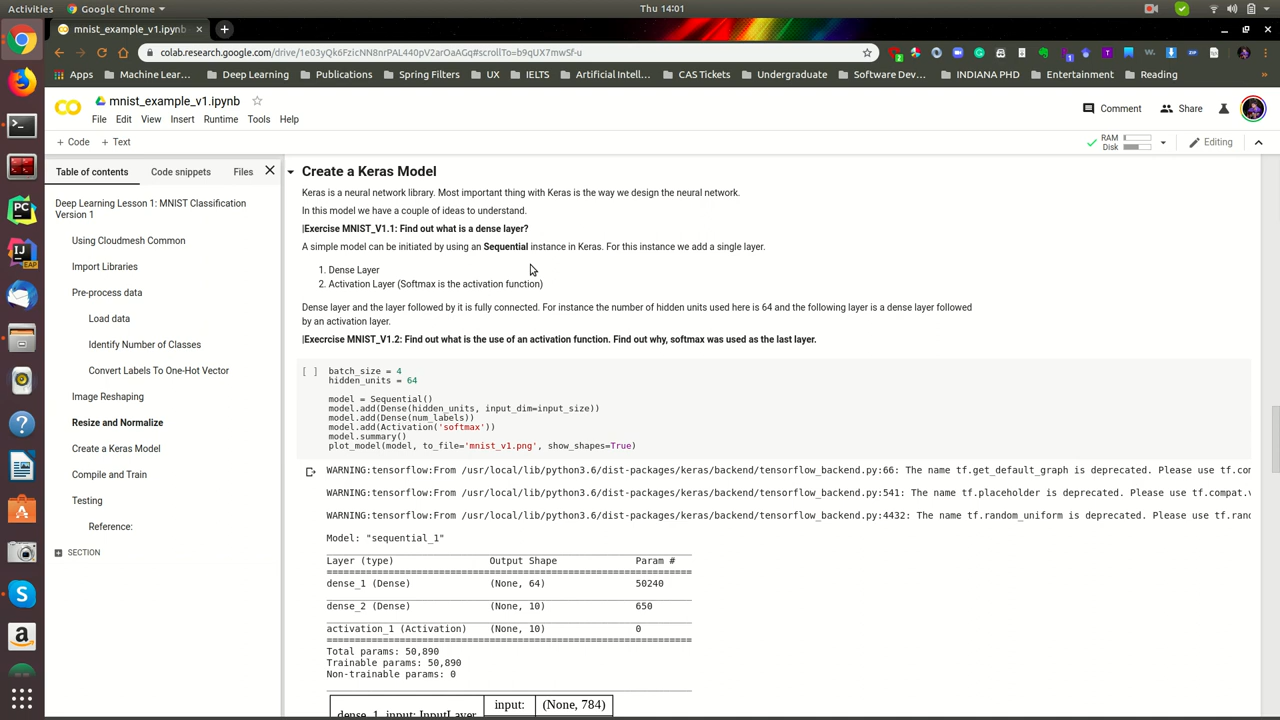 Activities
Google Chrome
Thu 14:01
mnist_example_v1.ipynb
colab.research.google.com/drive/1e03yQk6FzicNN8nrPAL440pV2arOaAGq#scrollTo=b9qUX7mwSf-u
Apps
Machine Lear...
Deep Learning
Publications
Spring Filters
UX
IELTS
Artificial Intell...
CAS Tickets
Undergraduate
Software Dev...
INDIANA PHD
Entertainment
Reading
mnist_example_v1.ipynb
Comment
Share
File Edit View Insert Runtime Tools Help
+ Code + Text
RAM
Disk
Editing
Table of contents
Code snippets
Files
Deep Learning Lesson 1: MNIST Classification
Version 1
Using Cloudmesh Common
Import Libraries
Pre-process data
Load data
Identify Number of Classes
Convert Labels To One-Hot Vector
Image Reshaping
Resize and Normalize
Create a Keras Model
Compile and Train
Testing
Reference:
SECTION
Create a Keras Model
Keras is a neural network library. Most important thing with Keras is the way we design the neural network.
In this model we have a couple of ideas to understand.
|Exercise MNIST_V1.1: Find out what is a dense layer?
A simple model can be initiated by using an Sequential instance in Keras. For this instance we add a single layer.
1. Dense Layer
2. Activation Layer (Softmax is the activation function)
Dense layer and the layer followed by it is fully connected. For instance the number of hidden units used here is 64 and the following layer is a dense layer followed
by an activation layer.
|Execrcise MNIST_V1.2: Find out what is the use of an activation function. Find out why, softmax was used as the last layer.
[ ]
batch_size = 4
hidden_units = 64
model = Sequential()
model.add(Dense(hidden_units, input_dim=input_size))
model.add(Dense(num_labels))
model.add(Activation('softmax'))
model.summary()
plot_model(model, to_file='mnist_v1.png', show_shapes=True)
WARNING:tensorflow:From /usr/local/lib/python3.6/dist-packages/keras/backend/tensorflow_backend.py:66: The name tf.get_default_graph is deprecated. Please use tf.com
WARNING:tensorflow:From /usr/local/lib/python3.6/dist-packages/keras/backend/tensorflow_backend.py:541: The name tf.placeholder is deprecated. Please use tf.compat.v
WARNING:tensorflow:From /usr/local/lib/python3.6/dist-packages/keras/backend/tensorflow_backend.py:4432: The name tf.random_uniform is deprecated. Please use tf.rand
Model: "sequential_1"
Layer (type) Output Shape Param #
dense_1 (Dense) (None, 64) 50240
dense_2 (Dense) (None, 10) 650
activation_1 (Activation) (None, 10) 0
Total params: 50,890
Trainable params: 50,890
Non-trainable params: 0
input: (None, 784)
dense_1_input: InputLayer